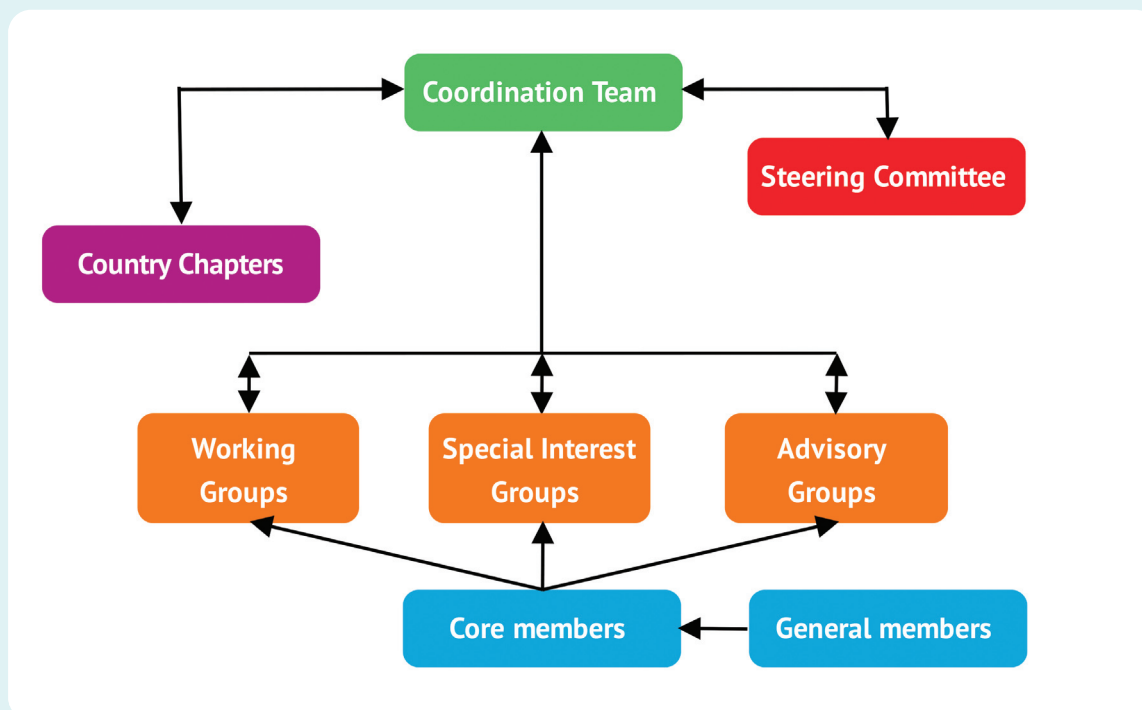 Coordination Team
Steering Committee
Country Chapters
Working
Groups
Special Interest
Groups
Advisory
Groups
Core members
General members